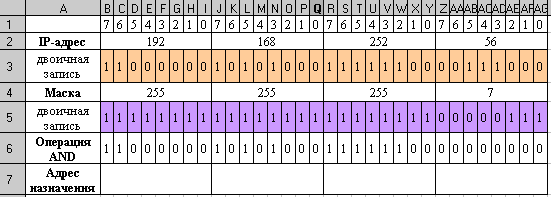 A B C D E F G H I J K L M N O P Q R S T U V W X Y Z AA AB AC AD AE AF AG
1 7 6 5 4 3 2 1 0 7 6 5 4 3 2 1 0 7 6 5 4 3 2 1 0 7 6 5 4 3 2 1 0
2 IP-адрес 192 168 252 56
3 двоичная запись 1 1 0 0 0 0 0 0 1 0 1 0 1 0 0 0 1 1 1 1 1 1 0 0 0 0 1 1 1 0 0 0
4 Маска 255 255 255 7
5 двоичная запись 1 1 1 1 1 1 1 1 1 1 1 1 1 1 1 1 1 1 1 1 1 1 1 1 0 0 0 0 0 1 1 1
6 Операция AND 1 1 0 0 0 0 0 0 1 0 1 0 1 0 0 0 1 1 1 1 1 1 0 0 0 0 0 0 0 0 0 0
7 Адрес назначения